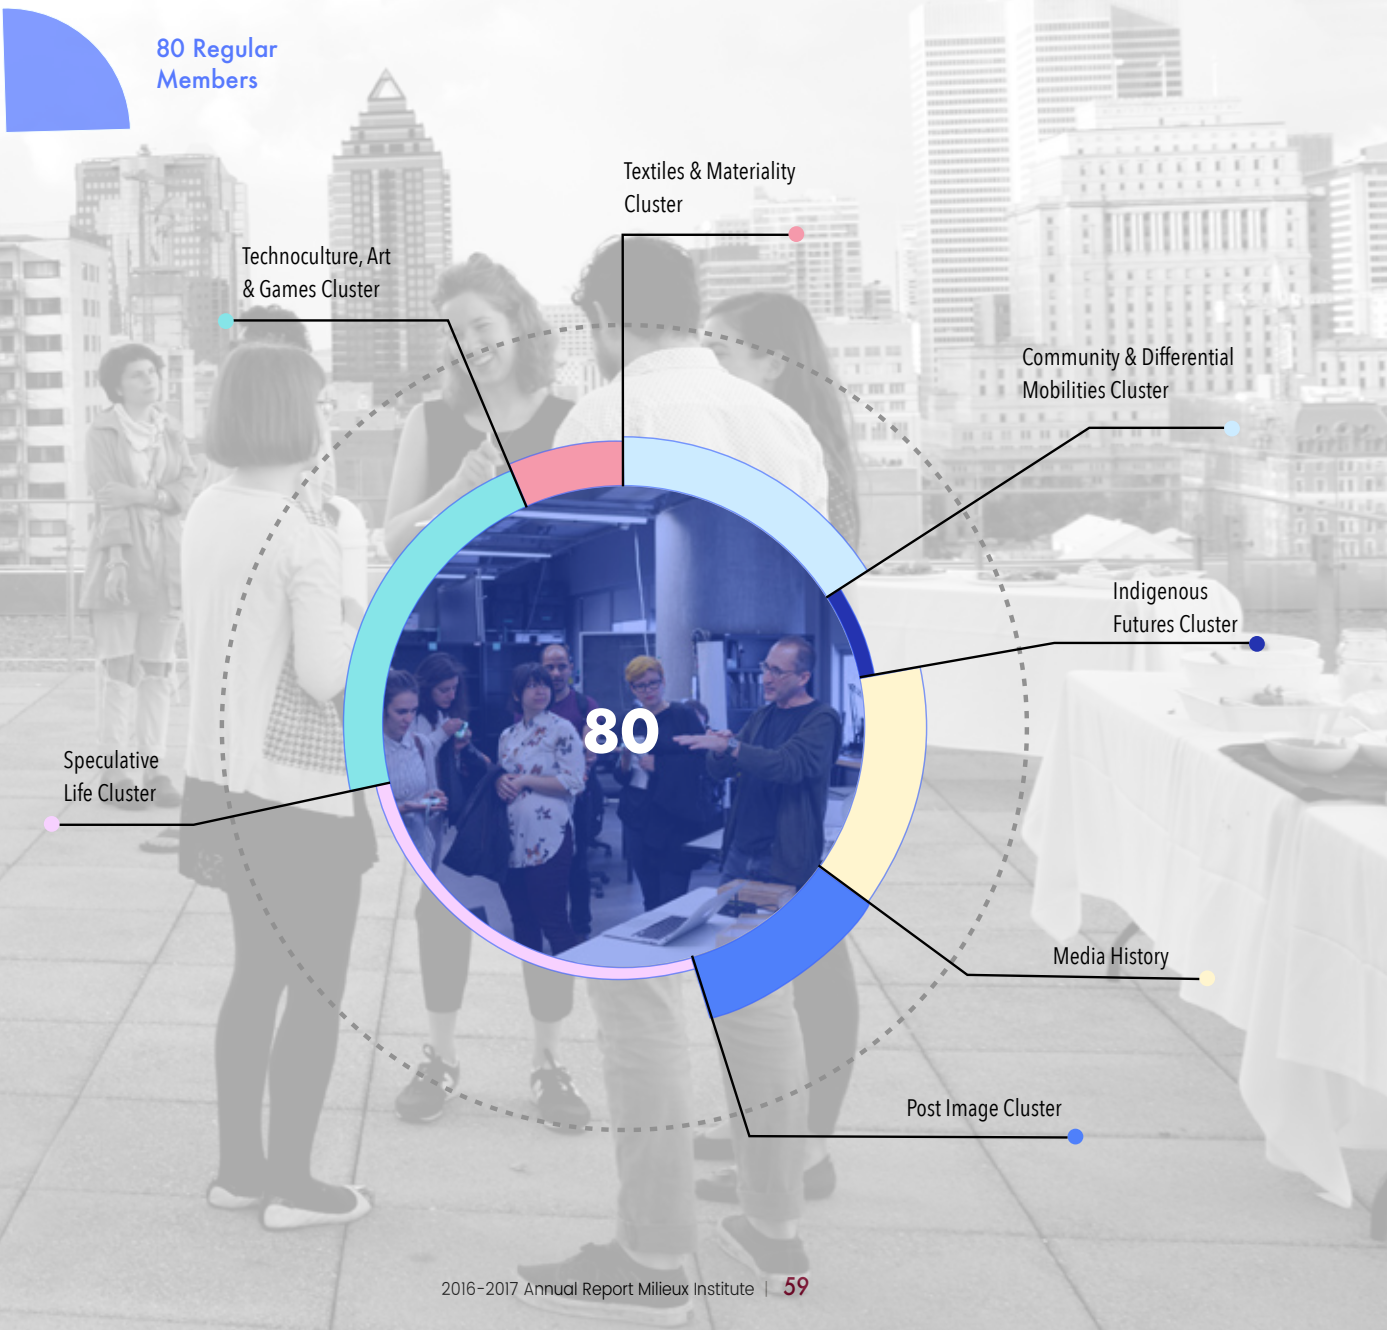 80 Regular
Members
Textiles & Materiality
Cluster
Technoculture, Art
& Games Cluster
Community & Differential
Mobilities Cluster
Indigenous
Futures Cluster
80
Speculative
Life Cluster
Media History
Post Image Cluster
2016-2017 Annual Report Milieux Institute | 59